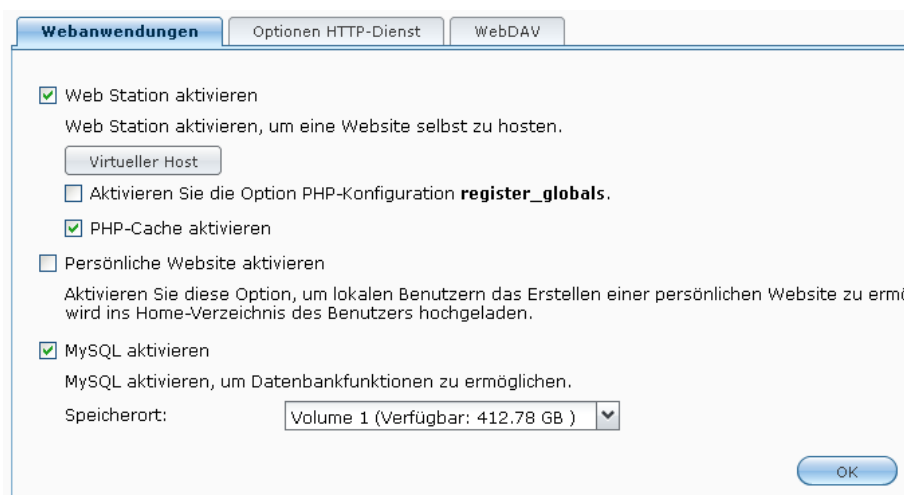 Webanwendungen Optionen HTTP-Dienst WebDAV
Web Station aktivieren
Web Station aktivieren, um eine Website selbst zu hosten.
Virtueller Host
Aktivieren Sie die Option PHP-Konfiguration register_globals.
PHP-Cache aktivieren
Persönliche Website aktivieren
Aktivieren Sie diese Option, um lokalen Benutzern das Erstellen einer persönlichen Website zu ermö
wird ins Home-Verzeichnis des Benutzers hochgeladen.
MySQL aktivieren
MySQL aktivieren, um Datenbankfunktionen zu ermöglichen.
Speicherort: Volume 1 (Verfügbar: 412.78 GB )
OK